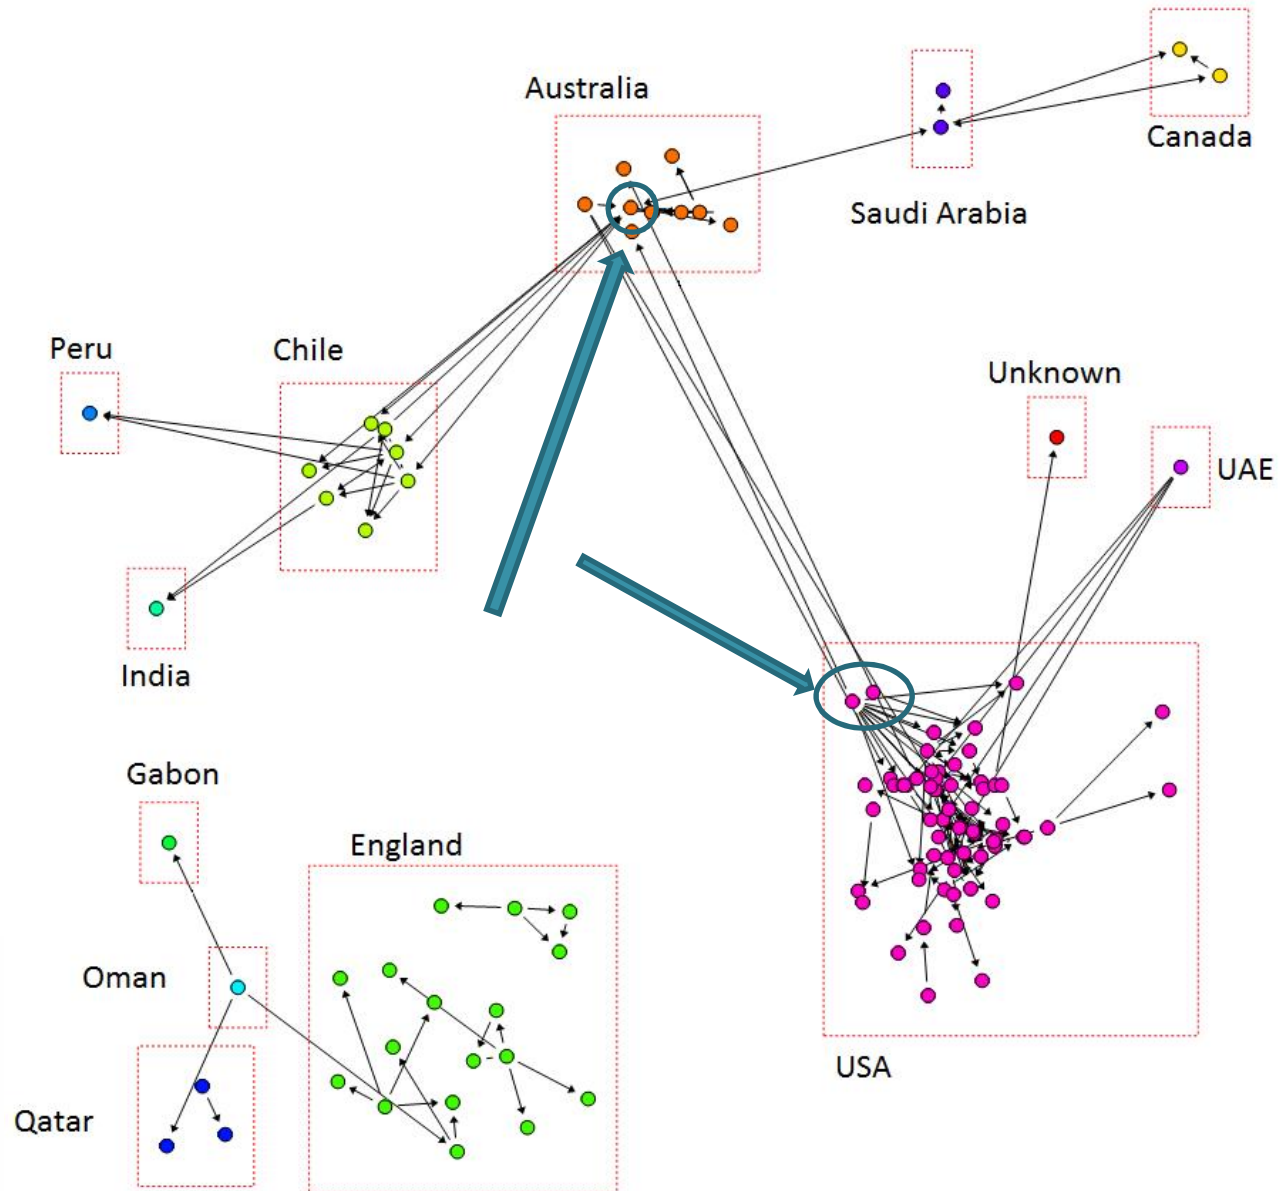 Australia
Canada
Saudi Arabia
Peru
Chile
Unknown
UAE
India
Gabon
England
Oman
USA
Qatar